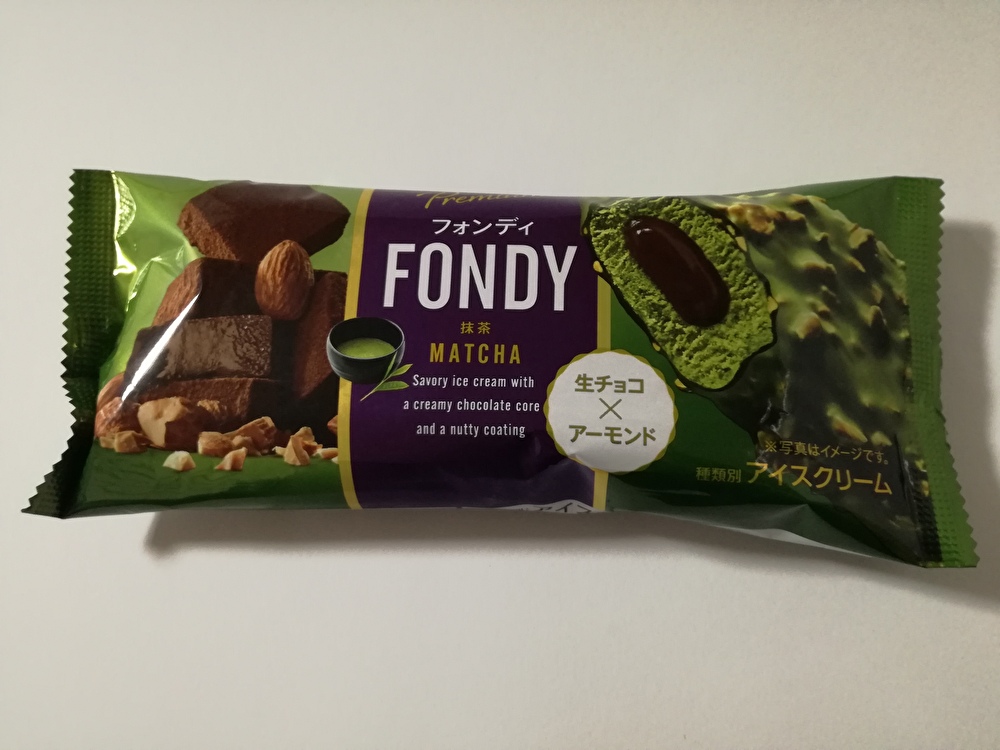 フォンディ
FONDY
抹茶
MATCHA
Savory ice cream with
a creamy chocolate core
and a nutty coating
生チョコ
×
アーモンド
※写真はイメージです。
種類別 アイスクリーム